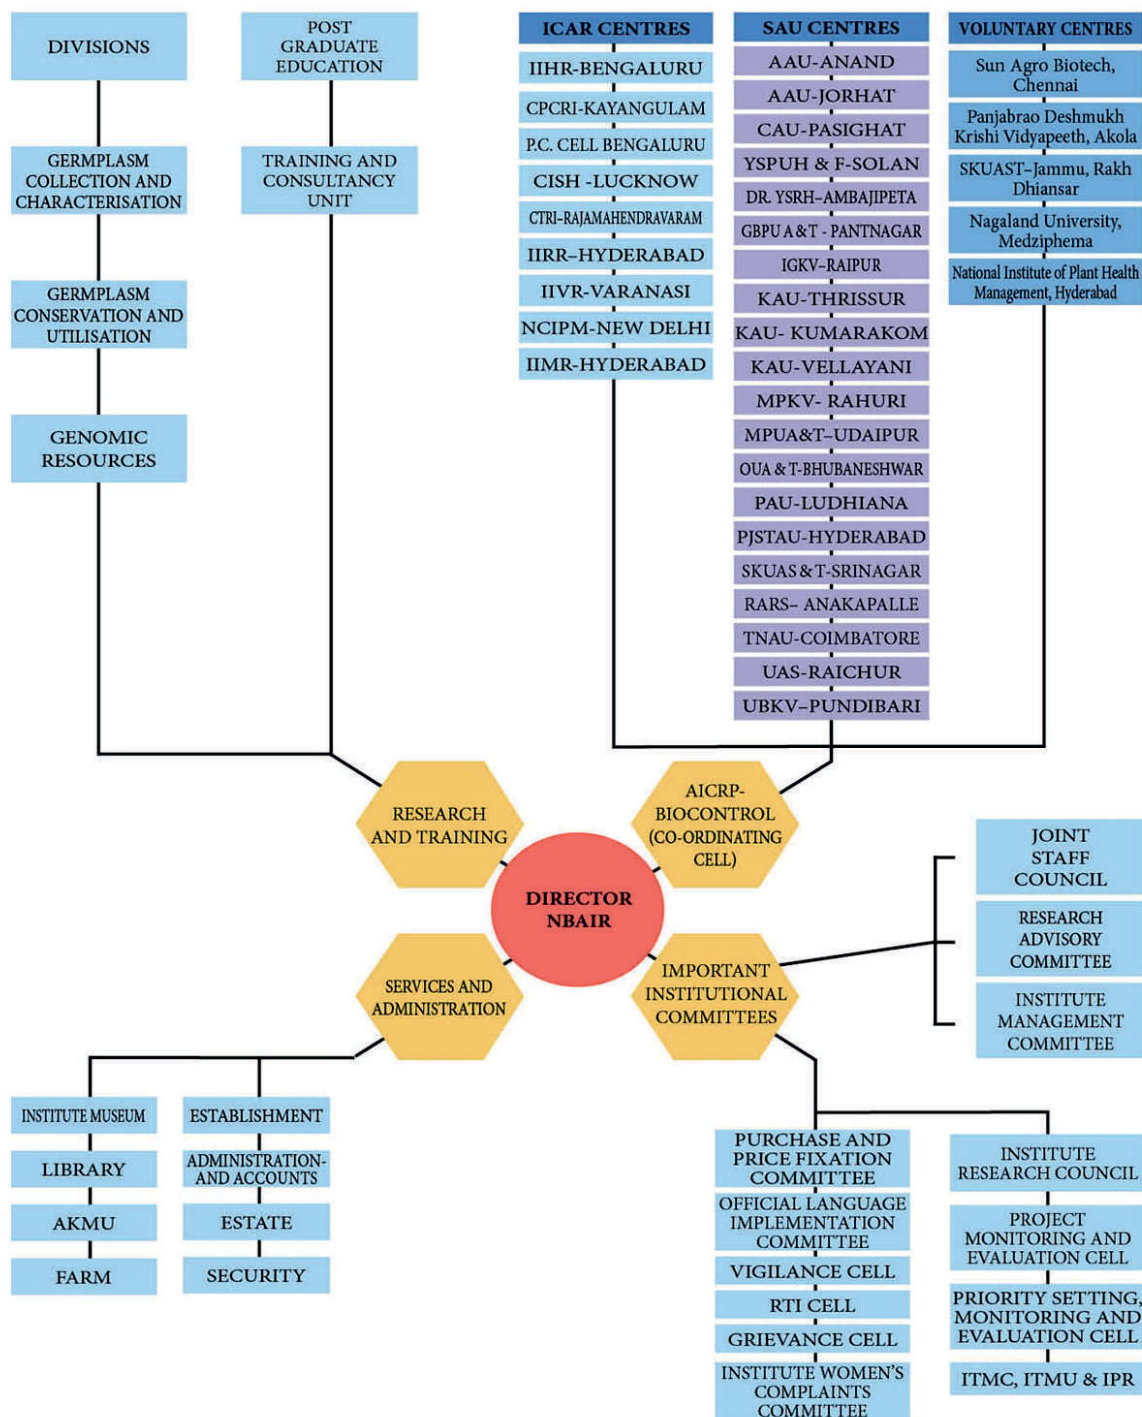 DIVISIONS
GERMPLASM
COLLECTION AND
CHARACTERISATION
GERMPLASM
CONSERVATION AND
UTILISATION
GENOMIC
RESOURCES
POST
GRADUATE
EDUCATION
TRAINING AND
CONSULTANCY
UNIT
ICAR CENTRES
IIHR-BENGALURU
CPCRI-KAYANGULAM
P.C. CELL BENGALURU
CISH -LUCKNOW
CTRI-RAJAMAHENDRAVARAM
IIRR–HYDERABAD
IIVR-VARANASI
NCIPM-NEW DELHI
IIMR-HYDERABAD
SAU CENTRES
AAU-ANAND
AAU-JORHAT
CAU-PASIGHAT
YSPUH & F-SOLAN
DR. YSRH–AMBAJIPETA
GBPU A & T - PANTNAGAR
IGKV–RAIPUR
KAU-THRISSUR
KAU- KUMARAKOM
KAU-VELLAYANI
MPKV- RAHURI
MPUA&T–UDAIPUR
OUA & T-BHUBANESHWAR
PAU-LUDHIANA
PJSTAU-HYDERABAD
SKUAS & T-SRINAGAR
RARS– ANAKAPALLE
TNAU-COIMBATORE
UAS-RAICHUR
UBKV–PUNDIBARI
VOLUNTARY CENTRES
Sun Agro Biotech,
Chennai
Panjabrao Deshmukh
Krishi Vidyapeeth, Akola
SKUAST–Jammu, Rakh
Dhiansar
Nagaland University,
Medziphema
National Institute of Plant Health
Management, Hyderabad
RESEARCH
AND TRAINING
AICRP-
BIOCONTROL
(CO-ORDINATING
CELL)
DIRECTOR
NBAIR
SERVICES AND
ADMINISTRATION
IMPORTANT
INSTITUTIONAL
COMMITTEES
JOINT
STAFF
COUNCIL
RESEARCH
ADVISORY
COMMITTEE
INSTITUTE
MANAGEMENT
COMMITTEE
INSTITUTE MUSEUM
LIBRARY
AKMU
FARM
ESTABLISHMENT
ADMINISTRATION-
AND ACCOUNTS
ESTATE
SECURITY
PURCHASE AND
PRICE FIXATION
COMMITTEE
OFFICIAL LANGUAGE
IMPLEMENTATION
COMMITTEE
VIGILANCE CELL
RTI CELL
GRIEVANCE CELL
INSTITUTE WOMEN'S
COMPLAINTS
COMMITTEE
INSTITUTE
RESEARCH COUNCIL
PROJECT
MONITORING AND
EVALUATION CELL
PRIORITY SETTING,
MONITORING AND
EVALUATION CELL
ITMC, ITMU & IPR